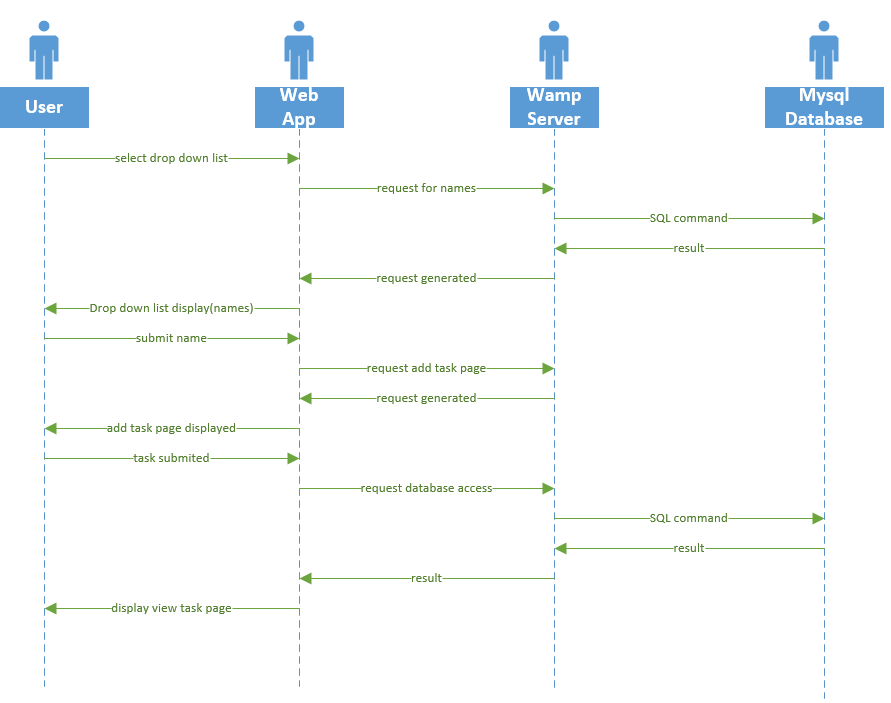 User
Web
App
Wamp
Server
Mysql
Database
select drop down list
request for names
SQL command
result
request generated
Drop down list display(names)
submit name
request add task page
request generated
add task page displayed
task submited
request database access
SQL command
result
result
display view task page